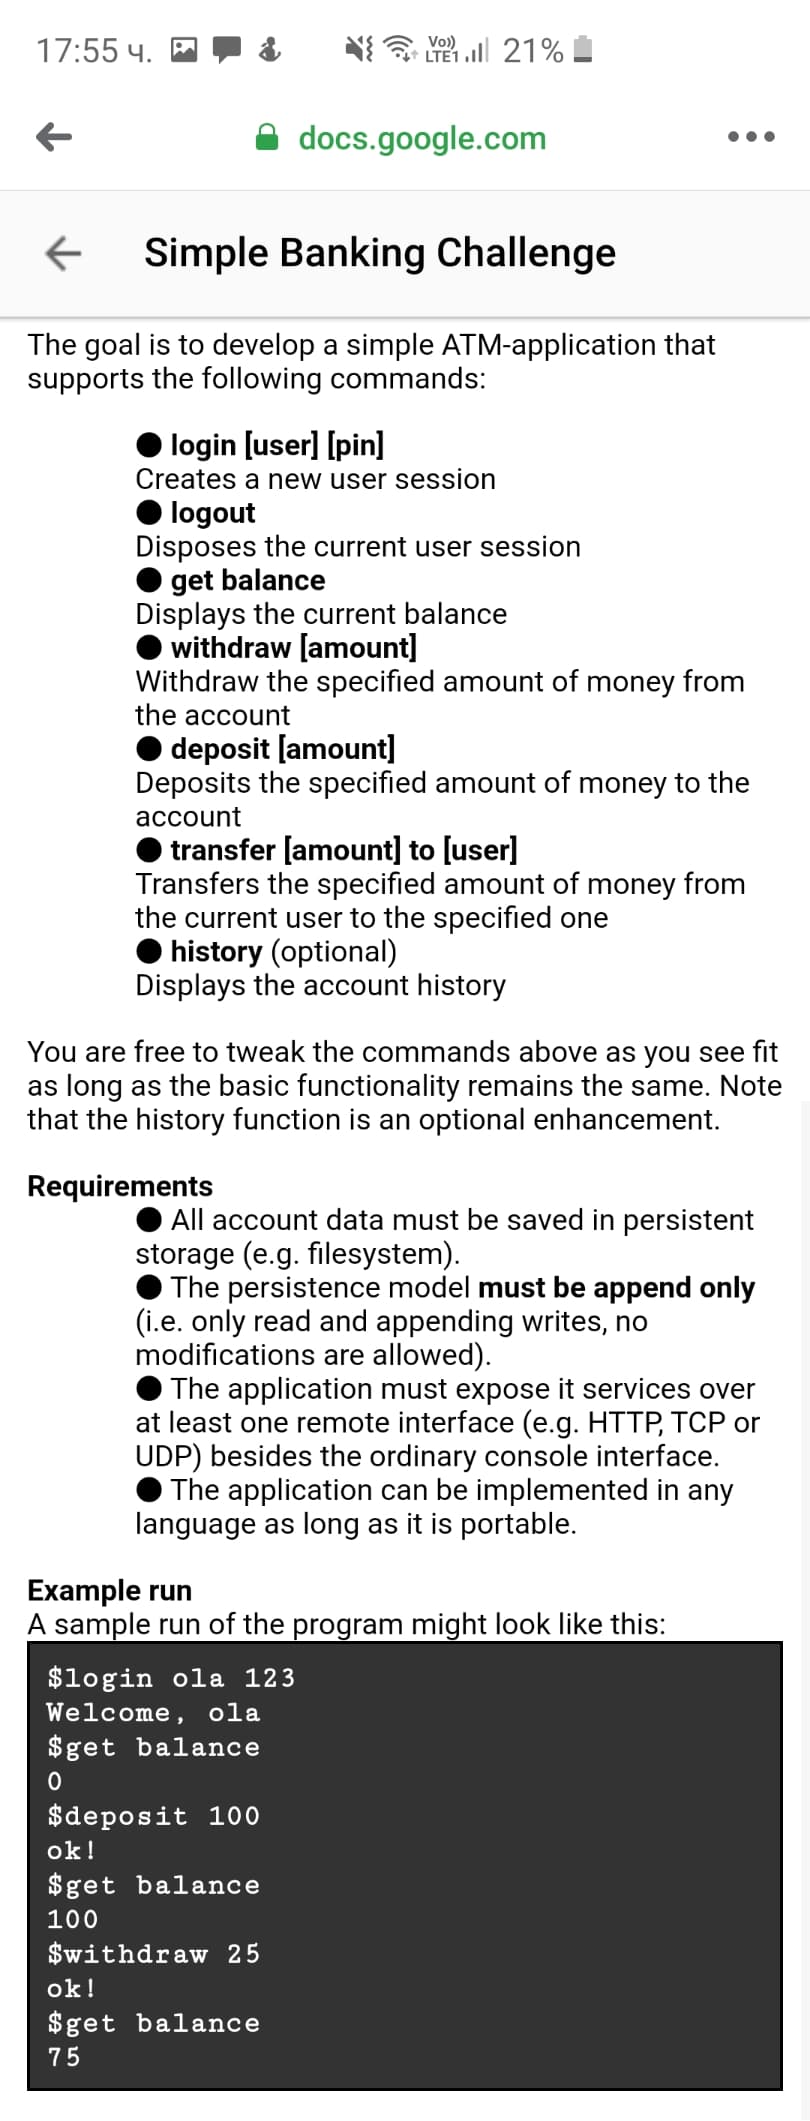 17:55 ч. Vo)) LTE1 21%
docs.google.com
Simple Banking Challenge
The goal is to develop a simple ATM-application that
supports the following commands:
● login [user] [pin]
Creates a new user session
● logout
Disposes the current user session
● get balance
Displays the current balance
● withdraw [amount]
Withdraw the specified amount of money from
the account
● deposit [amount]
Deposits the specified amount of money to the
account
● transfer [amount] to [user]
Transfers the specified amount of money from
the current user to the specified one
● history (optional)
Displays the account history
You are free to tweak the commands above as you see fit
as long as the basic functionality remains the same. Note
that the history function is an optional enhancement.
Requirements
● All account data must be saved in persistent
storage (e.g. filesystem).
● The persistence model must be append only
(i.e. only read and appending writes, no
modifications are allowed).
● The application must expose it services over
at least one remote interface (e.g. HTTP, TCP or
UDP) besides the ordinary console interface.
● The application can be implemented in any
language as long as it is portable.
Example run
A sample run of the program might look like this:
$login ola 123
Welcome, ola
$get balance
0
$deposit 100
ok!
$get balance
100
$withdraw 25
ok!
$get balance
75